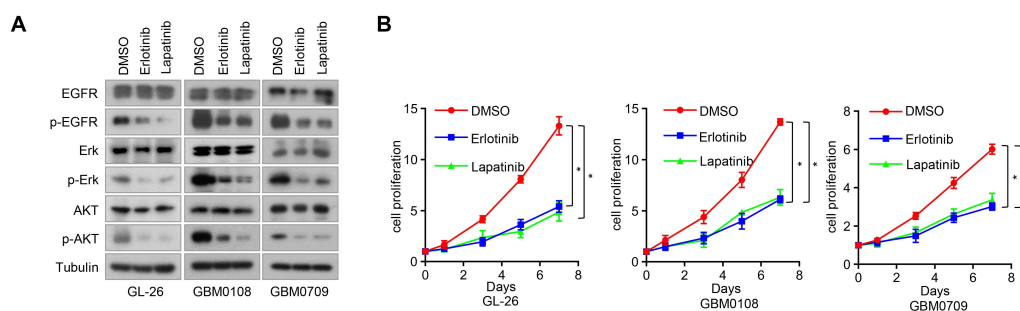 A
DMSO
Erlotinib
Lapatinib
DMSO
Erlotinib
Lapatinib
DMSO
Erlotinib
Lapatinib
EGFR
p-EGFR
Erk
p-Erk
AKT
p-AKT
Tubulin
GL-26
GBM0108
GBM0709
B
cell proliferation
15
10
5
0
DMSO
Erlotinib
Lapatinib
*
*
0 2 4 6 8
Days
GL-26
cell proliferation
15
10
5
0
DMSO
Erlotinib
Lapatinib
*
*
0 2 4 6 8
Days
GBM0108
cell proliferation
8
6
4
2
0
DMSO
Erlotinib
Lapatinib
*
0 2 4 6 8
Days
GBM0709